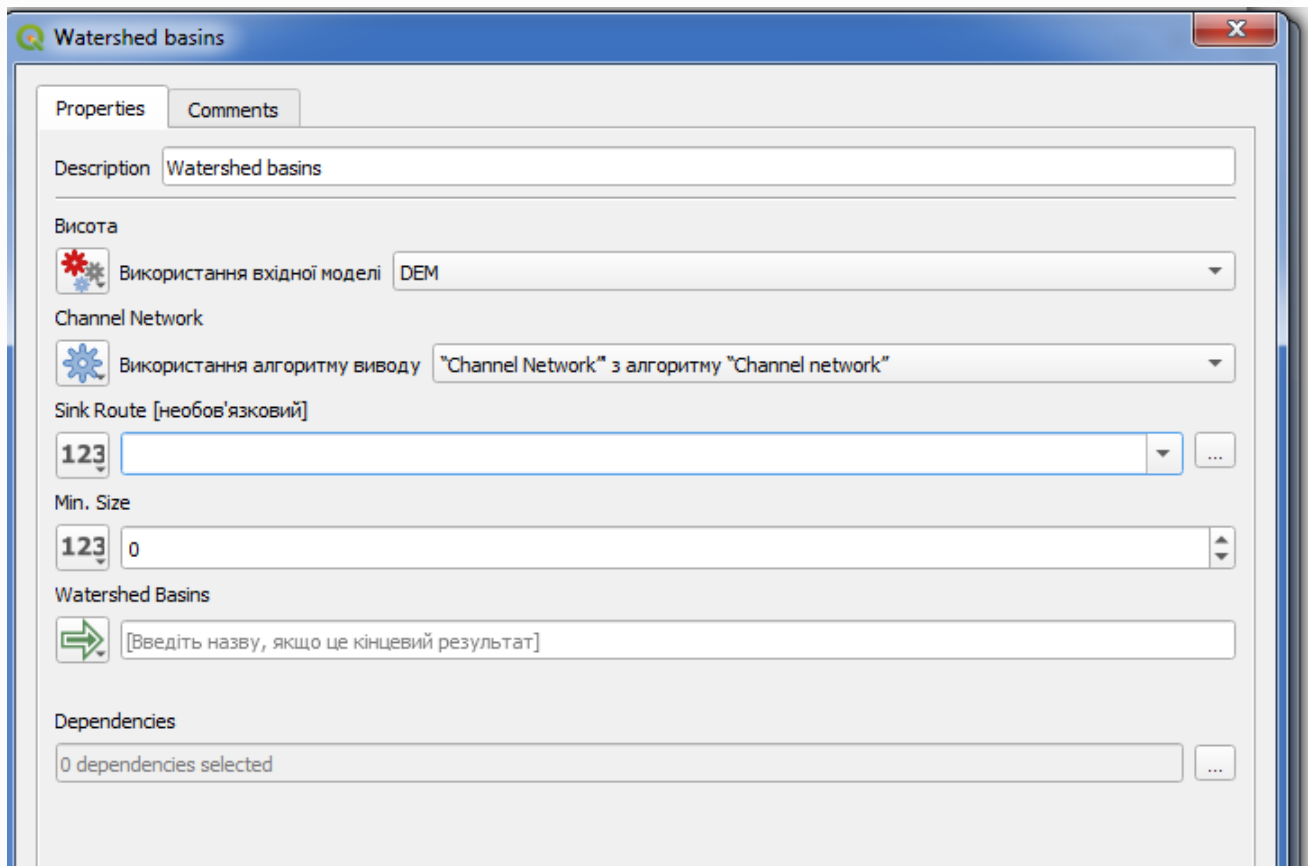 Watershed basins
Properties Comments
Description Watershed basins
Висота
Використання вхідної моделі DEM
Channel Network
Використання алгоритму виводу “Channel Network” з алгоритму “Channel network”
Sink Route [необов'язковий]
123 ...
Min. Size
123 0
Watershed Basins
[Введіть назву, якщо це кінцевий результат]
Dependencies
0 dependencies selected ...